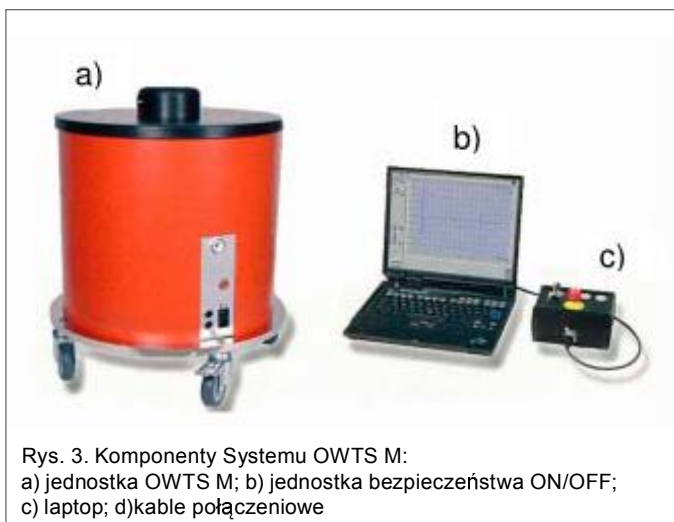 a)
b)
c)
Rys. 3. Komponenty Systemu OWTS M:
a) jednostka OWTS M; b) jednostka bezpieczeństwa ON/OFF;
c) laptop; d)kable połączeniowe